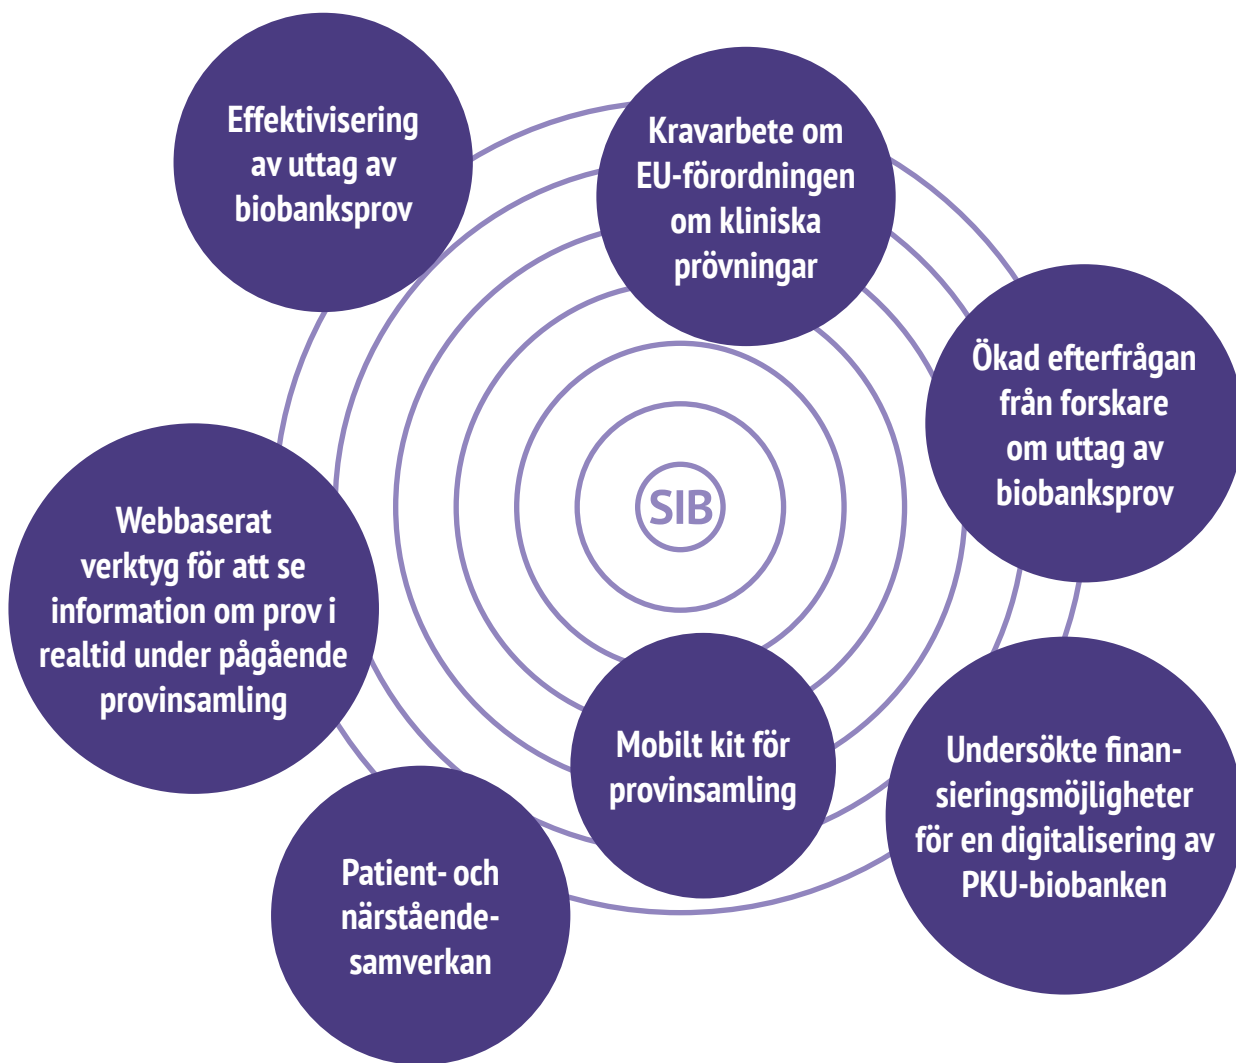 Effektivisering
av uttag av
biobanksprov
Kravarbete om
EU-förordningen
om kliniska
prövningar
Ökad efterfrågan
från forskare
om uttag av
biobanksprov
SIB
Webbaserat
verktyg för att se
information om prov i
realtid under pågående
provinsamling
Mobilt kit för
provinsamling
Undersökte finan-
sieringsmöjligheter
för en digitalisering av
PKU-biobanken
Patient- och
närstående-
samverkan